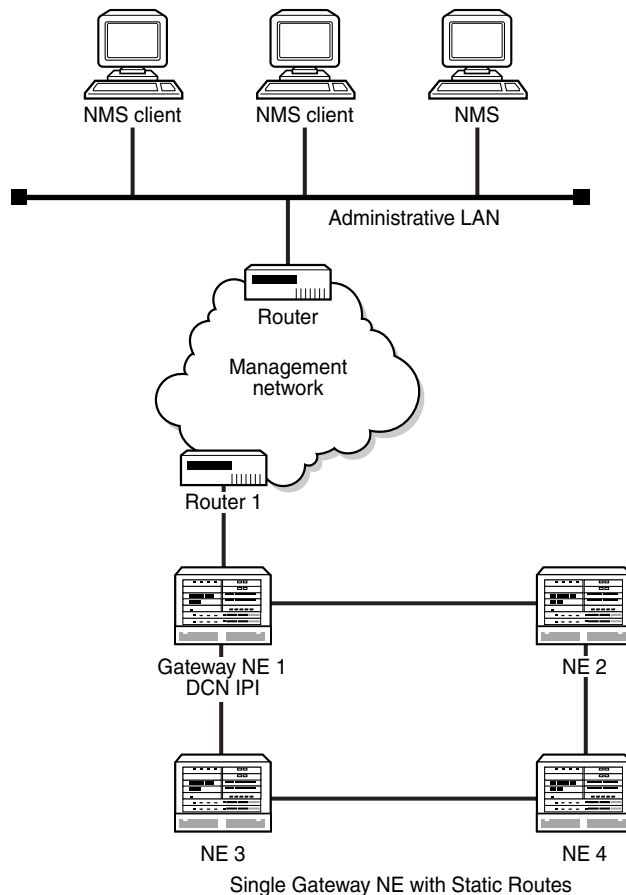 NMS client
NMS client
NMS
Administrative LAN
Router
Management
network
Router 1
Gateway NE 1
DCN IPI
NE 2
NE 3
NE 4
Single Gateway NE with Static Routes